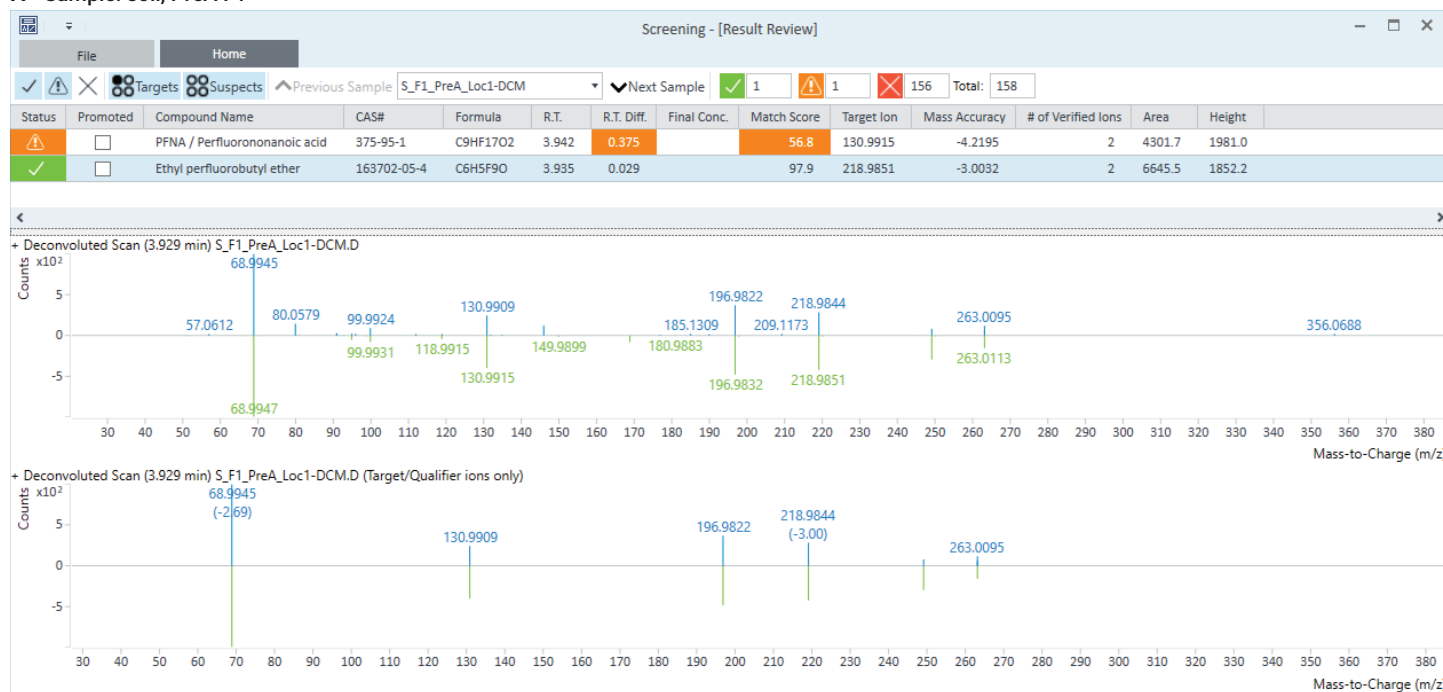 Screening - [Result Review]
File Home
Targets Suspects Previous Sample S_F1_PreA_Loc1-DCM Next Sample 1 1 156 Total: 158
Status Promoted Compound Name CAS# Formula R.T. R.T. Diff. Final Conc. Match Score Target Ion Mass Accuracy # of Verified Ions Area Height
PFNA / Perfluorononanoic acid 375-95-1 C9HF17O2 3.942 0.375 56.8 130.9915 -4.2195 2 4301.7 1981.0
Ethyl perfluorobutyl ether 163702-05-4 C6H5F9O 3.935 0.029 97.9 218.9851 -3.0032 2 6645.5 1852.2
+ Deconvoluted Scan (3.929 min) S_F1_PreA_Loc1-DCM.D
Counts x10²
5
0
-5
68.9945
57.0612 80.0579 99.9924 130.9909 185.1309 196.9822 209.1173 218.9844 263.0095 356.0688
99.9931 118.9915 130.9915 149.9899 180.9883 196.9832 218.9851 263.0113
68.9947
30 40 50 60 70 80 90 100 110 120 130 140 150 160 170 180 190 200 210 220 230 240 250 260 270 280 290 300 310 320 330 340 350 360 370 380
Mass-to-Charge (m/z)
+ Deconvoluted Scan (3.929 min) S_F1_PreA_Loc1-DCM.D (Target/Qualifier ions only)
Counts x10²
5
0
-5
68.9945
(-2.69)
130.9909 196.9822 218.9844
(-3.00)
263.0095
30 40 50 60 70 80 90 100 110 120 130 140 150 160 170 180 190 200 210 220 230 240 250 260 270 280 290 300 310 320 330 340 350 360 370 380
Mass-to-Charge (m/z)